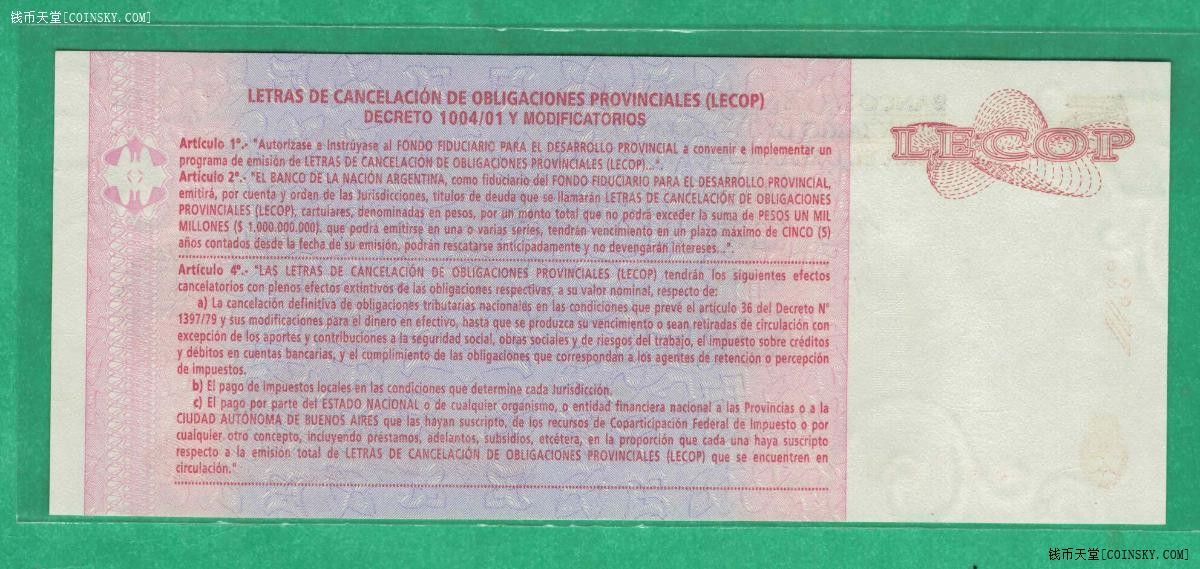 钱币天堂[COINSKY.COM]
LETRAS DE CANCELACIÓN DE OBLIGACIONES PROVINCIALES (LECOP)
DECRETO 1004/01 Y MODIFICATORIOS
LECOP
Artículo 1º.- "Autorízase e Instrúyase al FONDO FIDUCIARIO PARA EL DESARROLLO PROVINCIAL a convenir e implementar un
programa de emisión de LETRAS DE CANCELACIÓN DE OBLIGACIONES PROVINCIALES (LECOP)...".
Artículo 2º.- "EL BANCO DE LA NACIÓN ARGENTINA, como fiduciario del FONDO FIDUCIARIO PARA EL DESARROLLO PROVINCIAL,
emitirá, por cuenta y orden de las Jurisdicciones, títulos de deuda que se llamarán LETRAS DE CANCELACIÓN DE OBLIGACIONES
PROVINCIALES (LECOP), cartulares, denominadas en pesos, por un monto total que no podrá exceder la suma de PESOS UN MIL
MILLONES ($ 1.000.000.000). que podrá emitirse en una o varias series, tendrán vencimiento en un plazo máximo de CINCO (5)
años contados desde la fecha de su emisión, podrán rescatarse anticipadamente y no devengarán intereses...".
Artículo 4º.- "LAS LETRAS DE CANCELACIÓN DE OBLIGACIONES PROVINCIALES (LECOP) tendrán los siguientes efectos
cancelatorios con plenos efectos extintivos de las obligaciones respectivas, a su valor nominal, respecto de:
a) La cancelación definitiva de obligaciones tributarias nacionales en las condiciones que prevé el artículo 36 del Decreto Nº
1397/79 y sus modificaciones para el dinero en efectivo, hasta que se produzca su vencimiento o sean retiradas de circulación con
excepción de los aportes y contribuciones a la seguridad social, obras sociales y de riesgos del trabajo, el impuesto sobre créditos
y débitos en cuentas bancarias, y el cumplimiento de las obligaciones que correspondan a los agentes de retención o percepción
de impuestos.
b) El pago de impuestos locales en las condiciones que determine cada Jurisdicción.
c) El pago por parte del ESTADO NACIONAL o de cualquier organismo, o entidad financiera nacional a las Provincias o a la
CIUDAD AUTÓNOMA DE BUENOS AIRES que las hayan suscripto, de los recursos de Coparticipación Federal de Impuesto o por
cualquier otro concepto, incluyendo préstamos, adelantos, subsidios, etcétera, en la proporción que cada una haya suscripto
respecto a la emisión total de LETRAS DE CANCELACIÓN DE OBLIGACIONES PROVINCIALES (LECOP) que se encuentren en
circulación."
钱币天堂[COINSKY.COM]